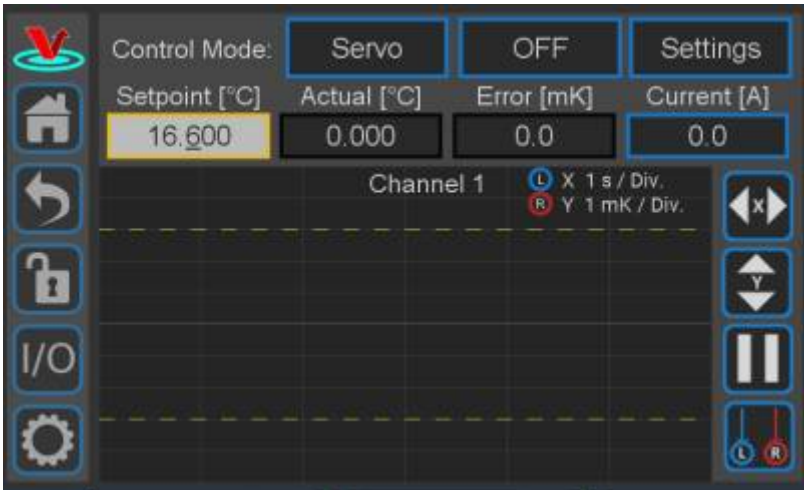 Control Mode: Servo OFF Settings
Setpoint [°C] Actual [°C] Error [mK] Current [A]
16.600 0.000 0.0 0.0
Channel 1
L X 1 s / Div.
R Y 1 mK / Div.
X
Y
I/O
L R